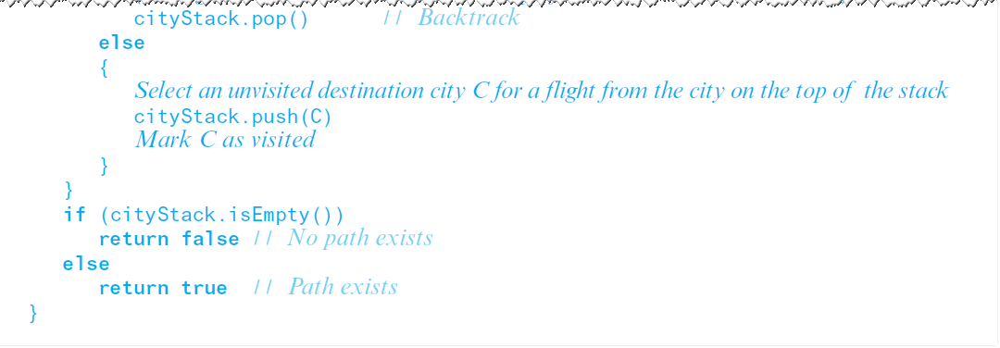 cityStack.pop() // Backtrack
else
{
Select an unvisited destination city C for a flight from the city on the top of the stack
cityStack.push(C)
Mark C as visited
}
}
if (cityStack.isEmpty())
return false // No path exists
else
return true // Path exists
}